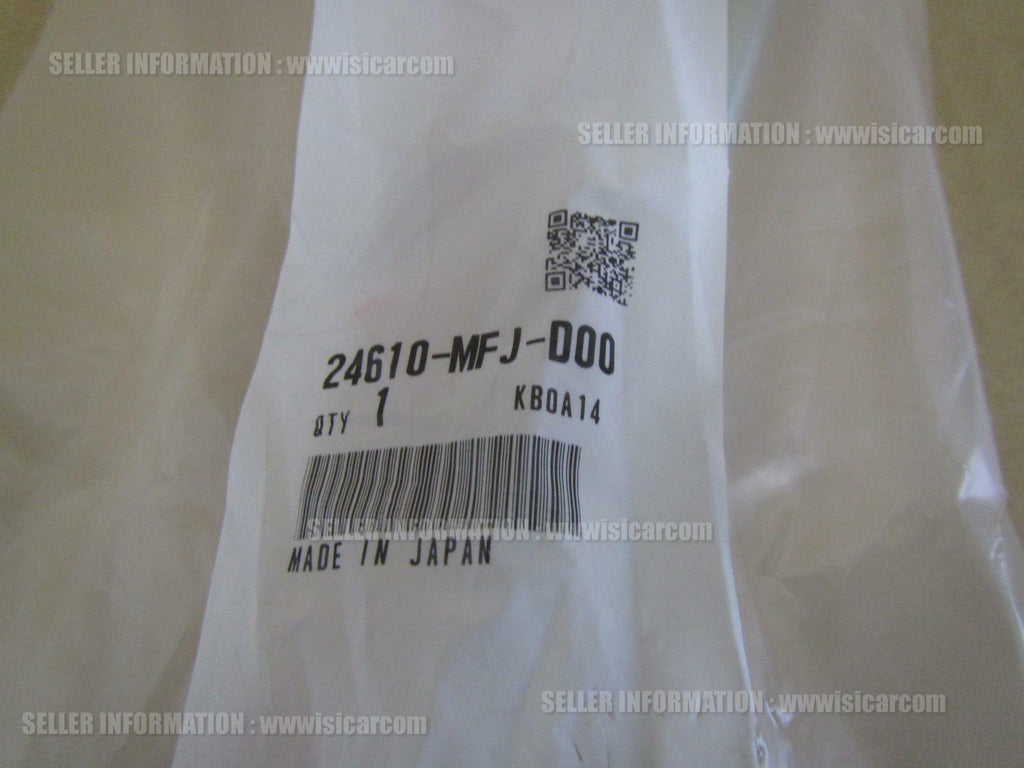 SELLER INFORMATION : wwwisicarcom
SELLER INFORMATION : wwwisicarcom
24610-MFJ-D00
QTY 1 KBOA14
SELLER INFORMATION : wwwisicarcom
MADE IN JAPAN
SELLER INFORMATION : wwwisicarcom
SELLER INFORMATION : wwwisicarcom